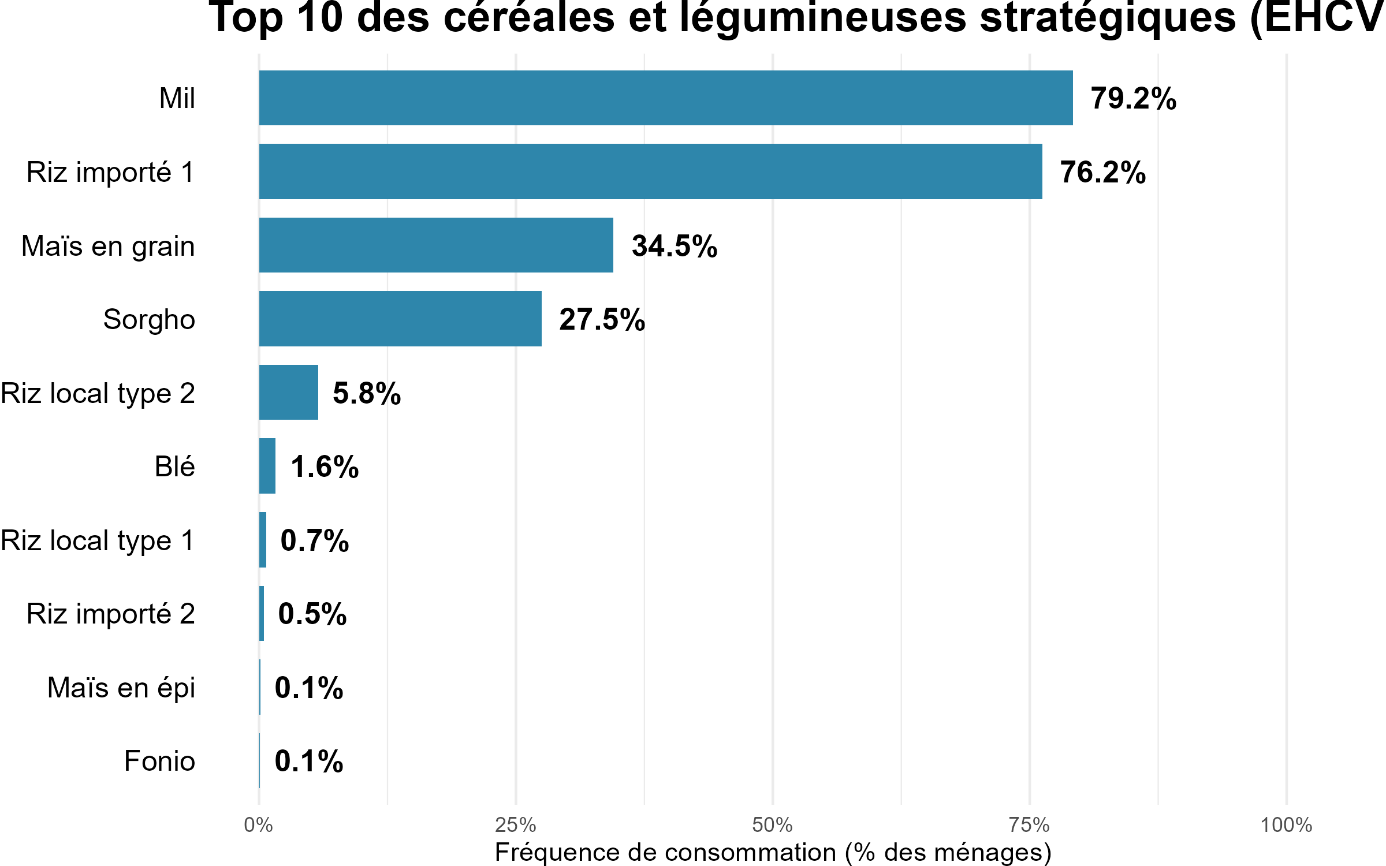 Top 10 des céréales et légumineuses stratégiques (EHCV
Mil 79.2%
Riz importé 1 76.2%
Maïs en grain 34.5%
Sorgho 27.5%
Riz local type 2 5.8%
Blé 1.6%
Riz local type 1 0.7%
Riz importé 2 0.5%
Maïs en épi 0.1%
Fonio 0.1%
0% 25% 50% 75% 100%
Fréquence de consommation (% des ménages)